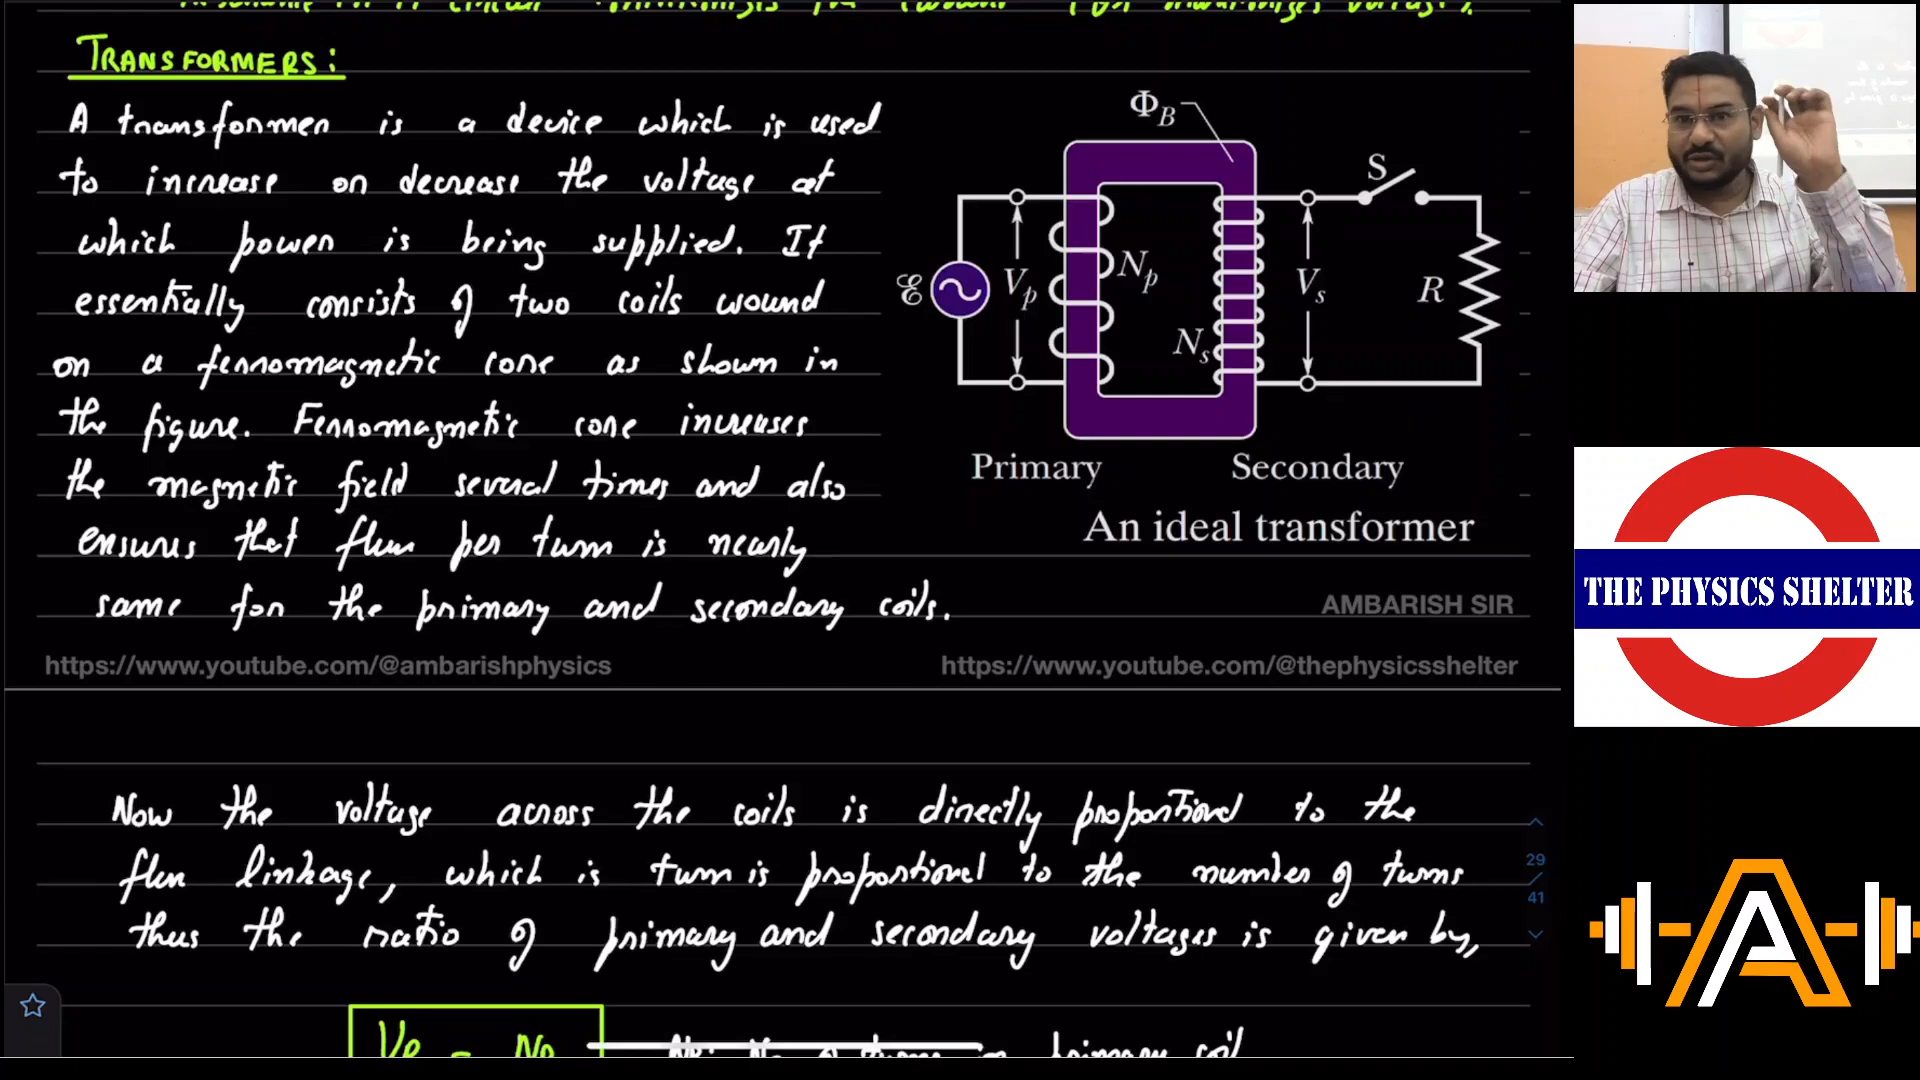 TRANSFORMERS:
A transformer is a device which is used
to increase or decrease the voltage at
which power is being supplied. It
essentially consists of two coils wound
on a ferromagnetic core as shown in
the figure. Ferromagnetic core increases
the magnetic field several times and also
ensures that flux per turn is nearly
same for the primary and secondary coils.
Φ_B
S
ℰ
V_p
N_p
N_s
V_s
R
Primary Secondary
An ideal transformer
AMBARISH SIR
https://www.youtube.com/@ambarishphysics https://www.youtube.com/@thephysicsshelter
Now the voltage across the coils is directly proportional to the
flux linkage, which is turn is proportional to the number of turns
thus the ratio of primary and secondary voltages is given by,
29
41
THE PHYSICS SHELTER